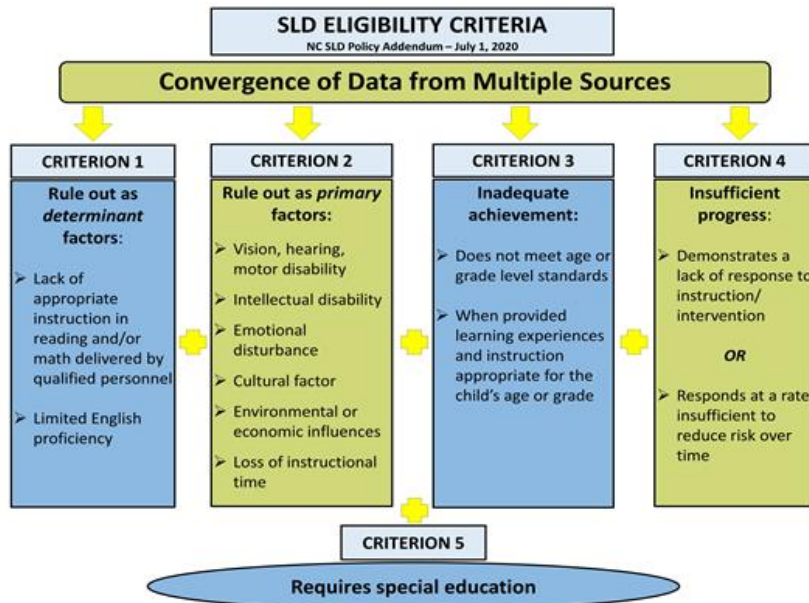 SLD ELIGIBILITY CRITERIA
NC SLD Policy Addendum – July 1, 2020
Convergence of Data from Multiple Sources
CRITERION 1
Rule out as
determinant
factors:
➢ Lack of
appropriate
instruction in
reading and/or
math delivered by
qualified personnel
➢ Limited English
proficiency
CRITERION 2
Rule out as primary
factors:
➢ Vision, hearing,
motor disability
➢ Intellectual disability
➢ Emotional
disturbance
➢ Cultural factor
➢ Environmental or
economic influences
➢ Loss of instructional
time
CRITERION 3
Inadequate
achievement:
➢ Does not meet age or
grade level standards
➢ When provided
learning experiences
and instruction
appropriate for the
child's age or grade
CRITERION 4
Insufficient
progress:
➢ Demonstrates a
lack of response to
instruction/
intervention
OR
➢ Responds at a rate
insufficient to
reduce risk over
time
CRITERION 5
Requires special education